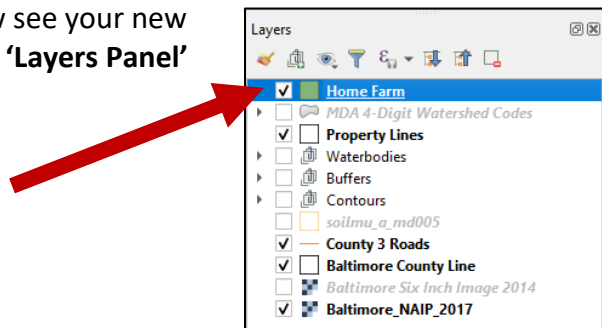 see your new
'Layers Panel'
Layers
Home Farm
MDA 4-Digit Watershed Codes
Property Lines
Waterbodies
Buffers
Contours
soilmu_a_md005
County 3 Roads
Baltimore County Line
Baltimore Six Inch Image 2014
Baltimore_NAIP_2017